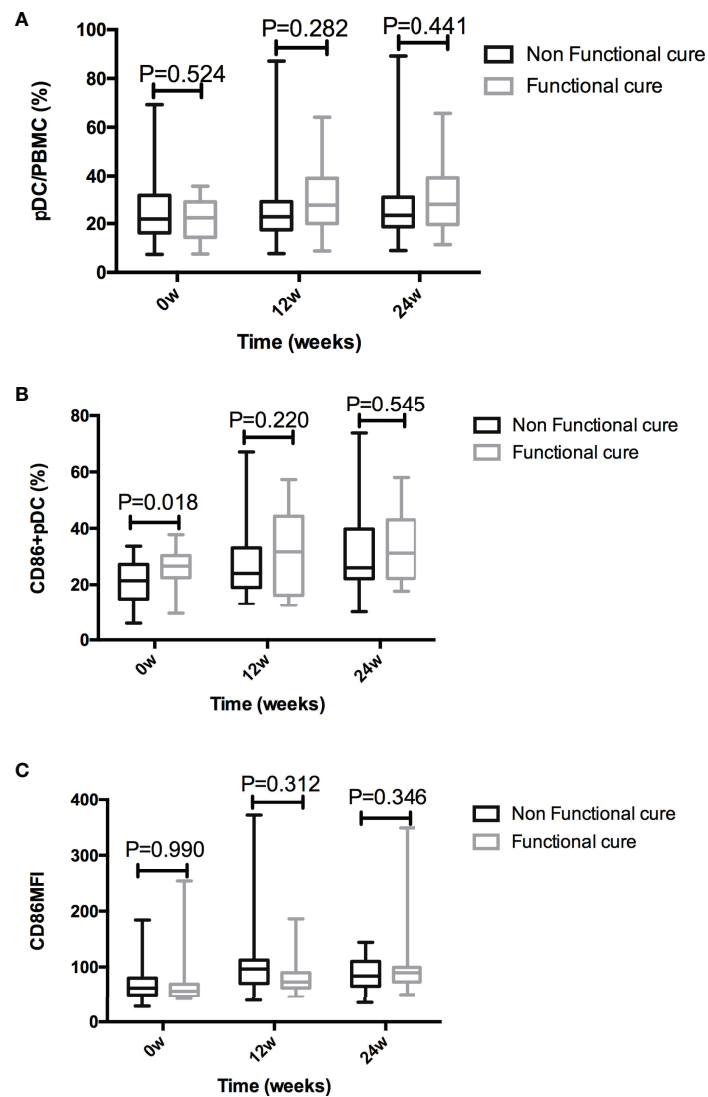 A
pDC/PBMC (%)
100
80
60
40
20
0
P=0.524
P=0.282
P=0.441
Non Functional cure
Functional cure
0w
12w
24w
Time (weeks)
B
CD86+pDC (%)
80
60
40
20
0
P=0.018
P=0.220
P=0.545
Non Functional cure
Functional cure
0w
12w
24w
Time (weeks)
C
CD86MFI
400
300
200
100
0
P=0.990
P=0.312
P=0.346
Non Functional cure
Functional cure
0w
12w
24w
Time (weeks)